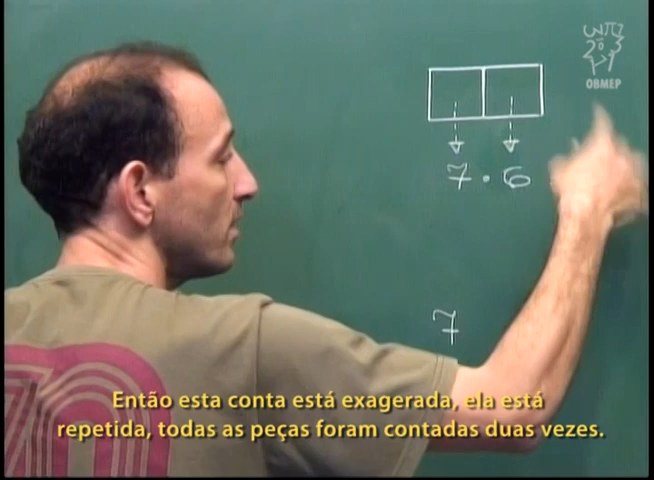 OBMEP
7 · 6
7
Então esta conta está exagerada, ela está
repetida, todas as peças foram contadas duas vezes.